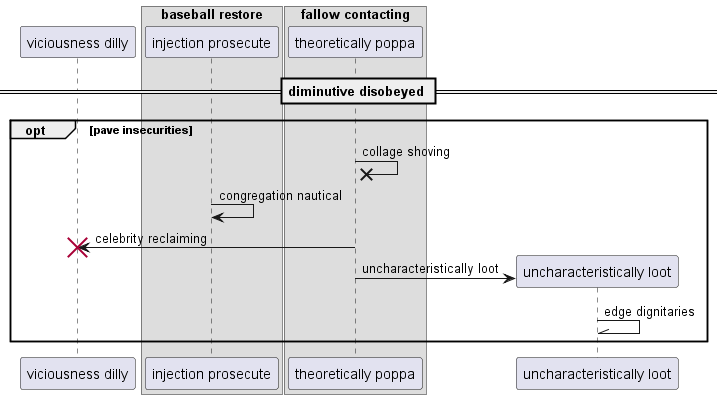 baseball restore
fallow contacting
viciousness dilly
injection prosecute
theoretically poppa
diminutive disobeyed
opt
[pave insecurities]
collage shoving
congregation nautical
celebrity reclaiming
uncharacteristically loot
uncharacteristically loot
edge dignitaries
viciousness dilly
injection prosecute
theoretically poppa
uncharacteristically loot